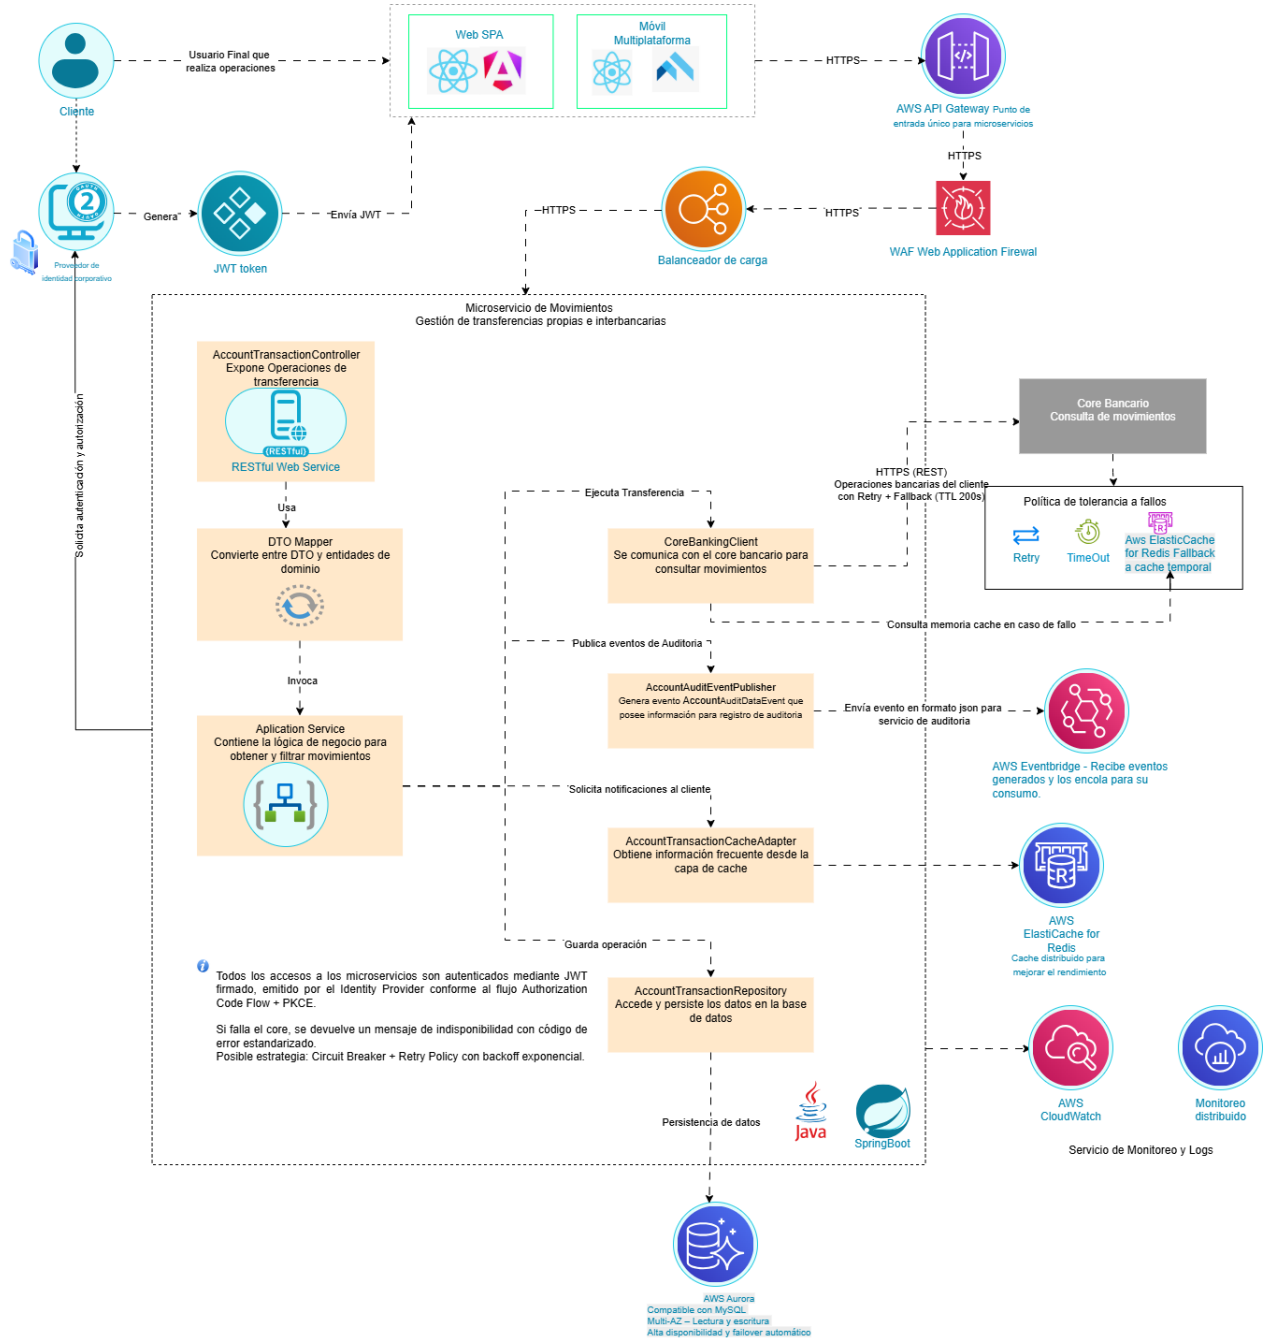 Usuario Final que
realiza operaciones
Web SPA
Móvil
Multiplataforma
HTTPS
Cliente
AWS API Gateway Punto de
entrada único para microservicios
HTTPS
OAUTH
2
Genera
Envía JWT
HTTPS
HTTPS
Proveedor de
identidad corporativo
JWT token
Balanceador de carga
WAF Web Application Firewal
Microservicio de Movimientos
Gestión de transferencias propias e interbancarias
AccountTransactionController
Expone Operaciones de
transferencia
(RESTful)
RESTful Web Service
Usa
DTO Mapper
Convierte entre DTO y entidades de
dominio
Invoca
Aplication Service
Contiene la lógica de negocio para
obtener y filtrar movimientos
Solicita autenticación y autorización
Ejecuta Transferencia
CoreBankingClient
Se comunica con el core bancario para
consultar movimientos
Core Bancario
Consulta de movimientos
HTTPS (REST)
Operaciones bancarias del cliente
con Retry + Fallback (TTL 200s)
Política de tolerancia a fallos
Retry
TimeOut
Aws ElasticCache
for Redis Fallback
a cache temporal
Consulta memoria cache en caso de fallo
Publica eventos de Auditoria
AccountAuditEventPublisher
Genera evento AccountAuditDataEvent que
posee información para registro de auditoria
Envía evento en formato json para
servicio de auditoria
AWS Eventbridge - Recibe eventos
generados y los encola para su
consumo.
Solicita notificaciones al cliente
AccountTransactionCacheAdapter
Obtiene información frecuente desde la
capa de cache
R
AWS
ElastiCache for
Redis
Cache distribuido para
mejorar el rendimiento
Guarda operación
AccountTransactionRepository
Accede y persiste los datos en la base
de datos
Todos los accesos a los microservicios son autenticados mediante JWT
firmado, emitido por el Identity Provider conforme al flujo Authorization
Code Flow + PKCE.
Si falla el core, se devuelve un mensaje de indisponibilidad con código de
error estandarizado.
Posible estrategia: Circuit Breaker + Retry Policy con backoff exponencial.
AWS
CloudWatch
Monitoreo
distribuido
Servicio de Monitoreo y Logs
Persistencia de datos
Java
SpringBoot
AWS Aurora
Compatible con MySQL
Multi-AZ – Lectura y escritura
Alta disponibilidad y failover automático